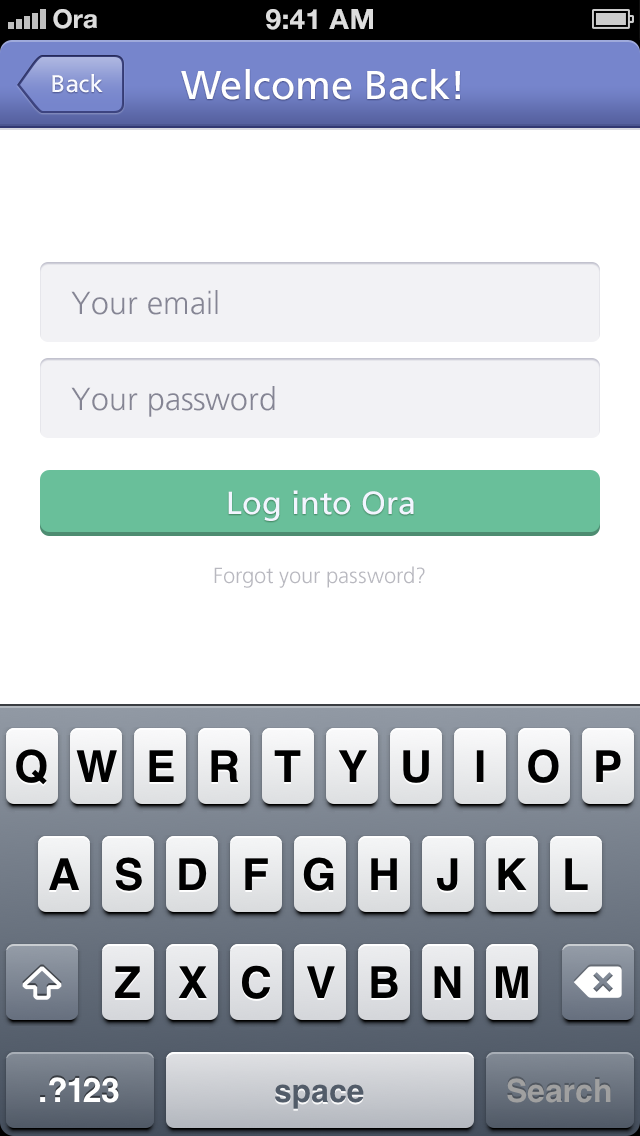 Ora 9:41 AM
Back Welcome Back!
Your email
Your password
Log into Ora
Forgot your password?
Q W E R T Y U I O P
A S D F G H J K L
Z X C V B N M
.?123 space Search